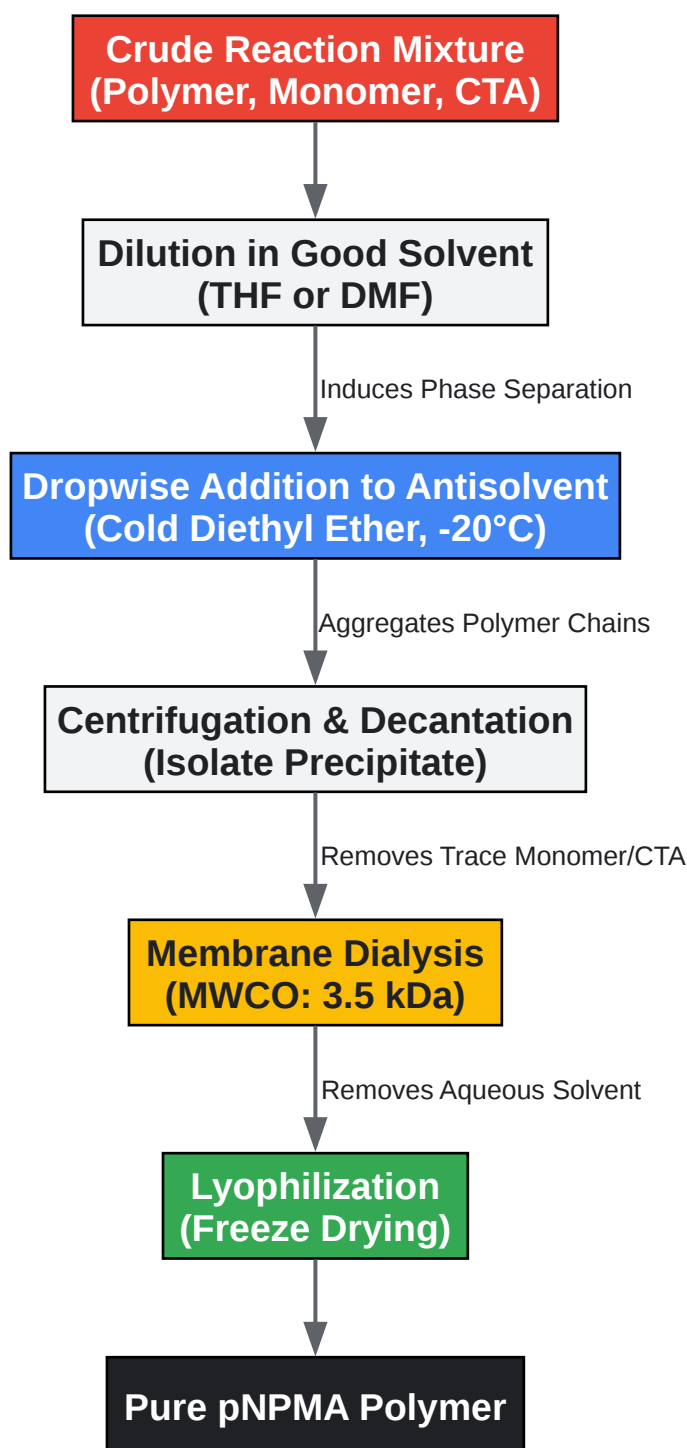 Crude Reaction Mixture
(Polymer, Monomer, CTA)
Dilution in Good Solvent
(THF or DMF)
Induces Phase Separation
Dropwise Addition to Antisolvent
(Cold Diethyl Ether, -20°C)
Aggregates Polymer Chains
Centrifugation & Decantation
(Isolate Precipitate)
Removes Trace Monomer/CTA
Membrane Dialysis
(MWCO: 3.5 kDa)
Removes Aqueous Solvent
Lyophilization
(Freeze Drying)
Pure pNPMA Polymer